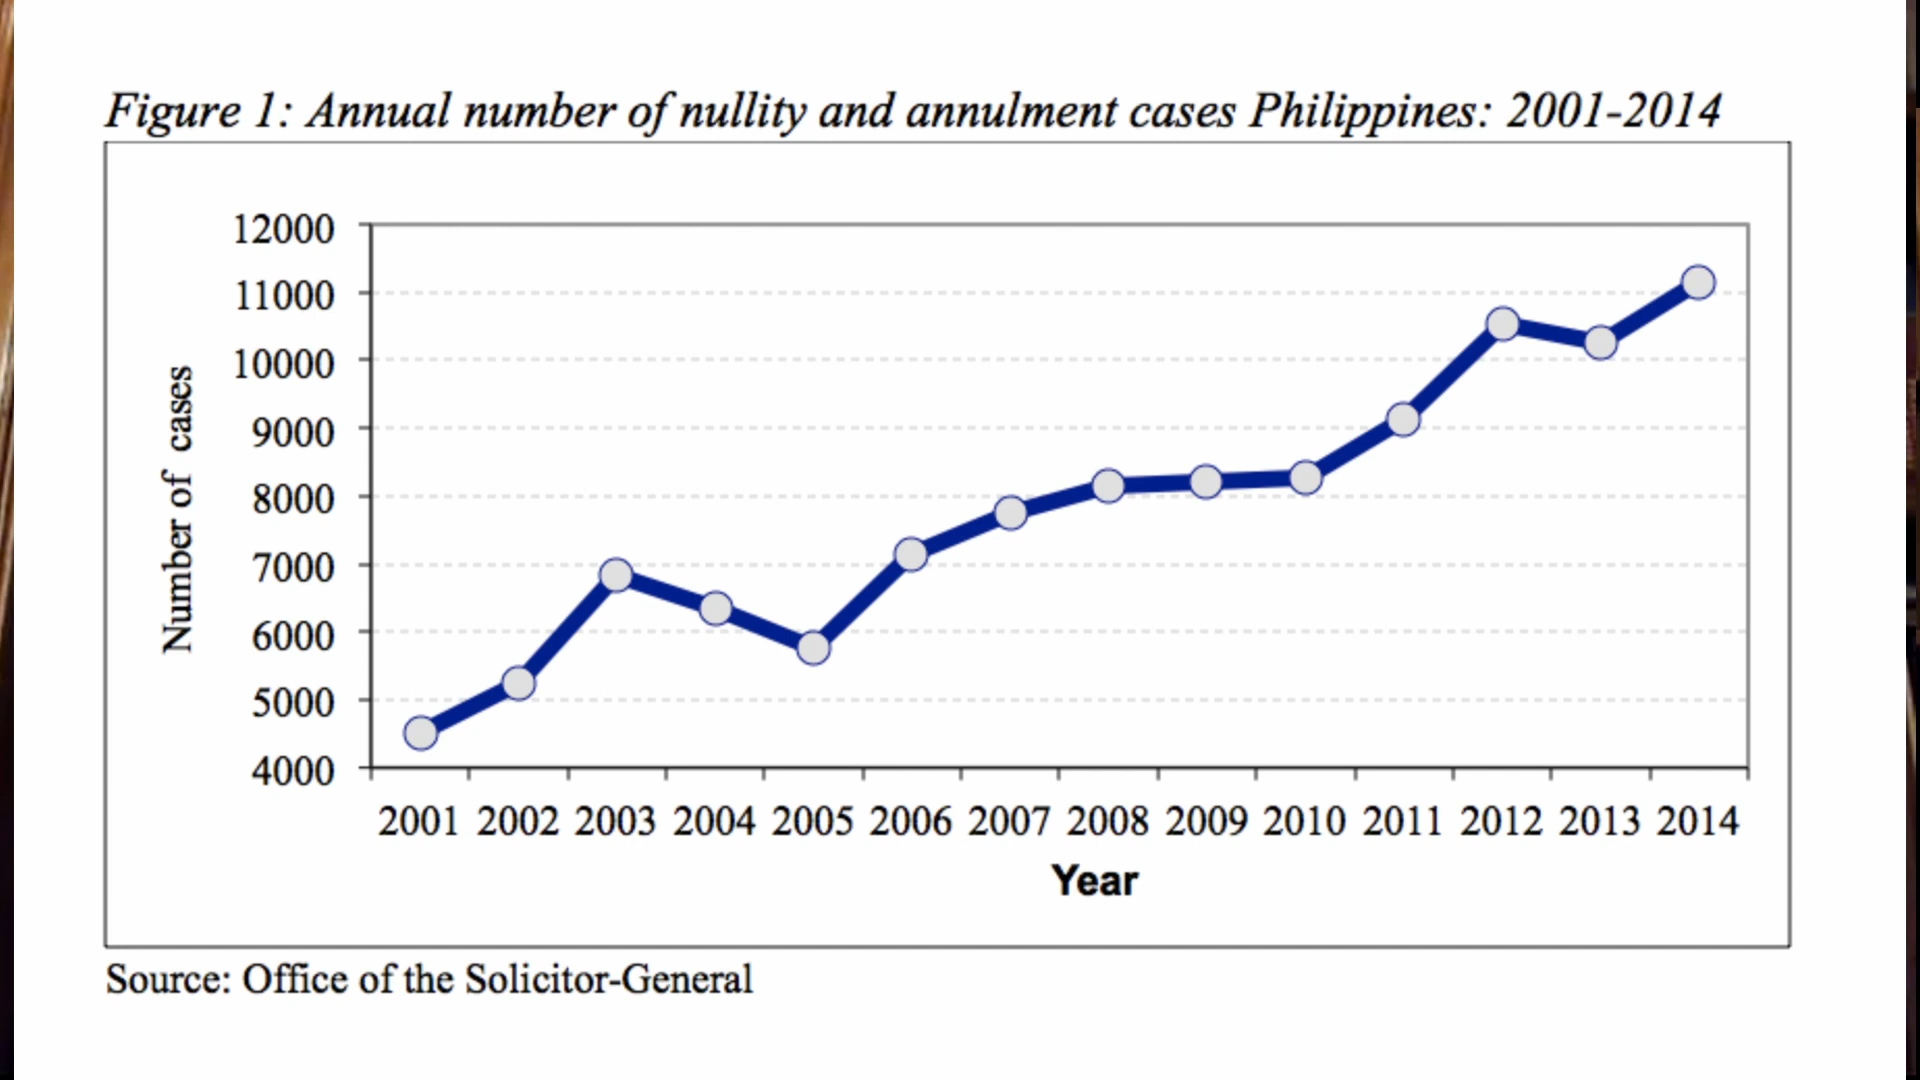 Figure 1: Annual number of nullity and annulment cases Philippines: 2001-2014
12000
11000
10000
9000
8000
7000
6000
5000
4000
Number of cases
2001 2002 2003 2004 2005 2006 2007 2008 2009 2010 2011 2012 2013 2014
Year
Source: Office of the Solicitor-General